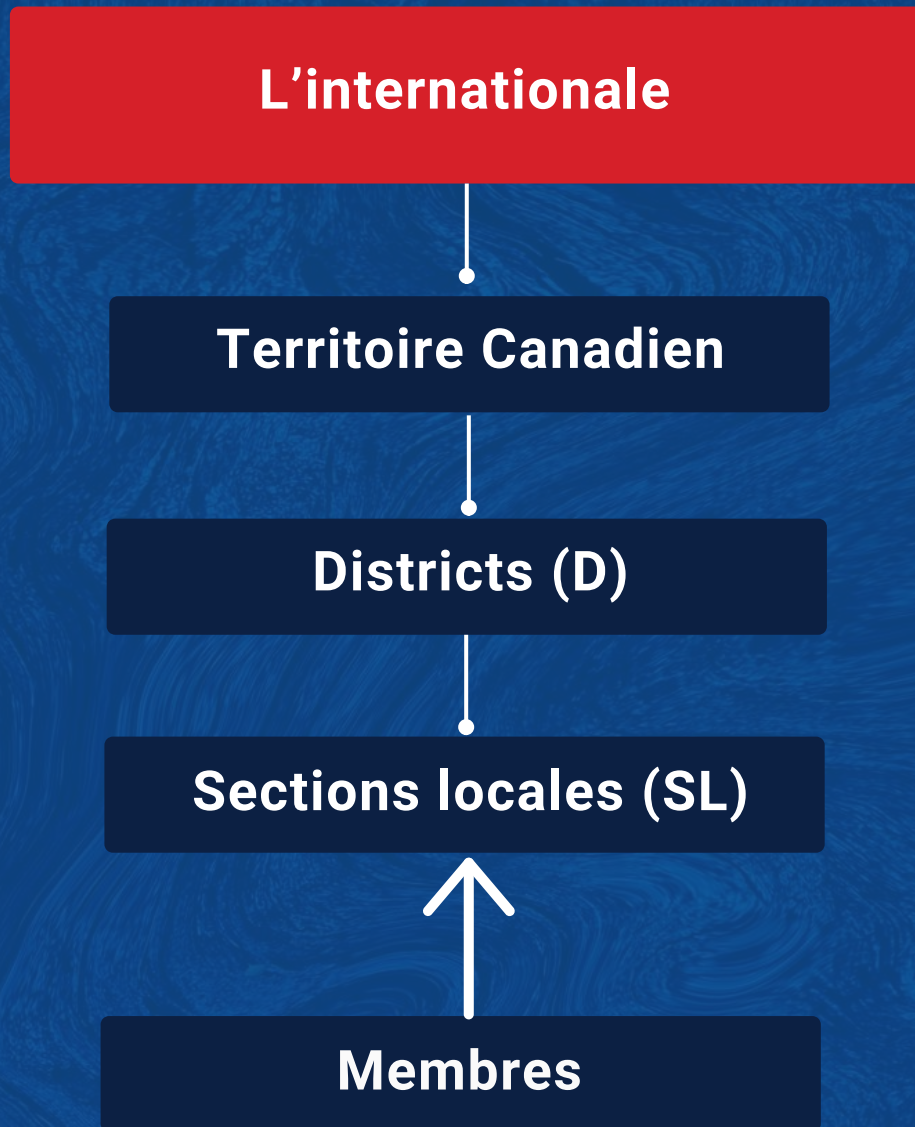 L’internationale
Territoire Canadien
Districts (D)
Sections locales (SL)
Membres